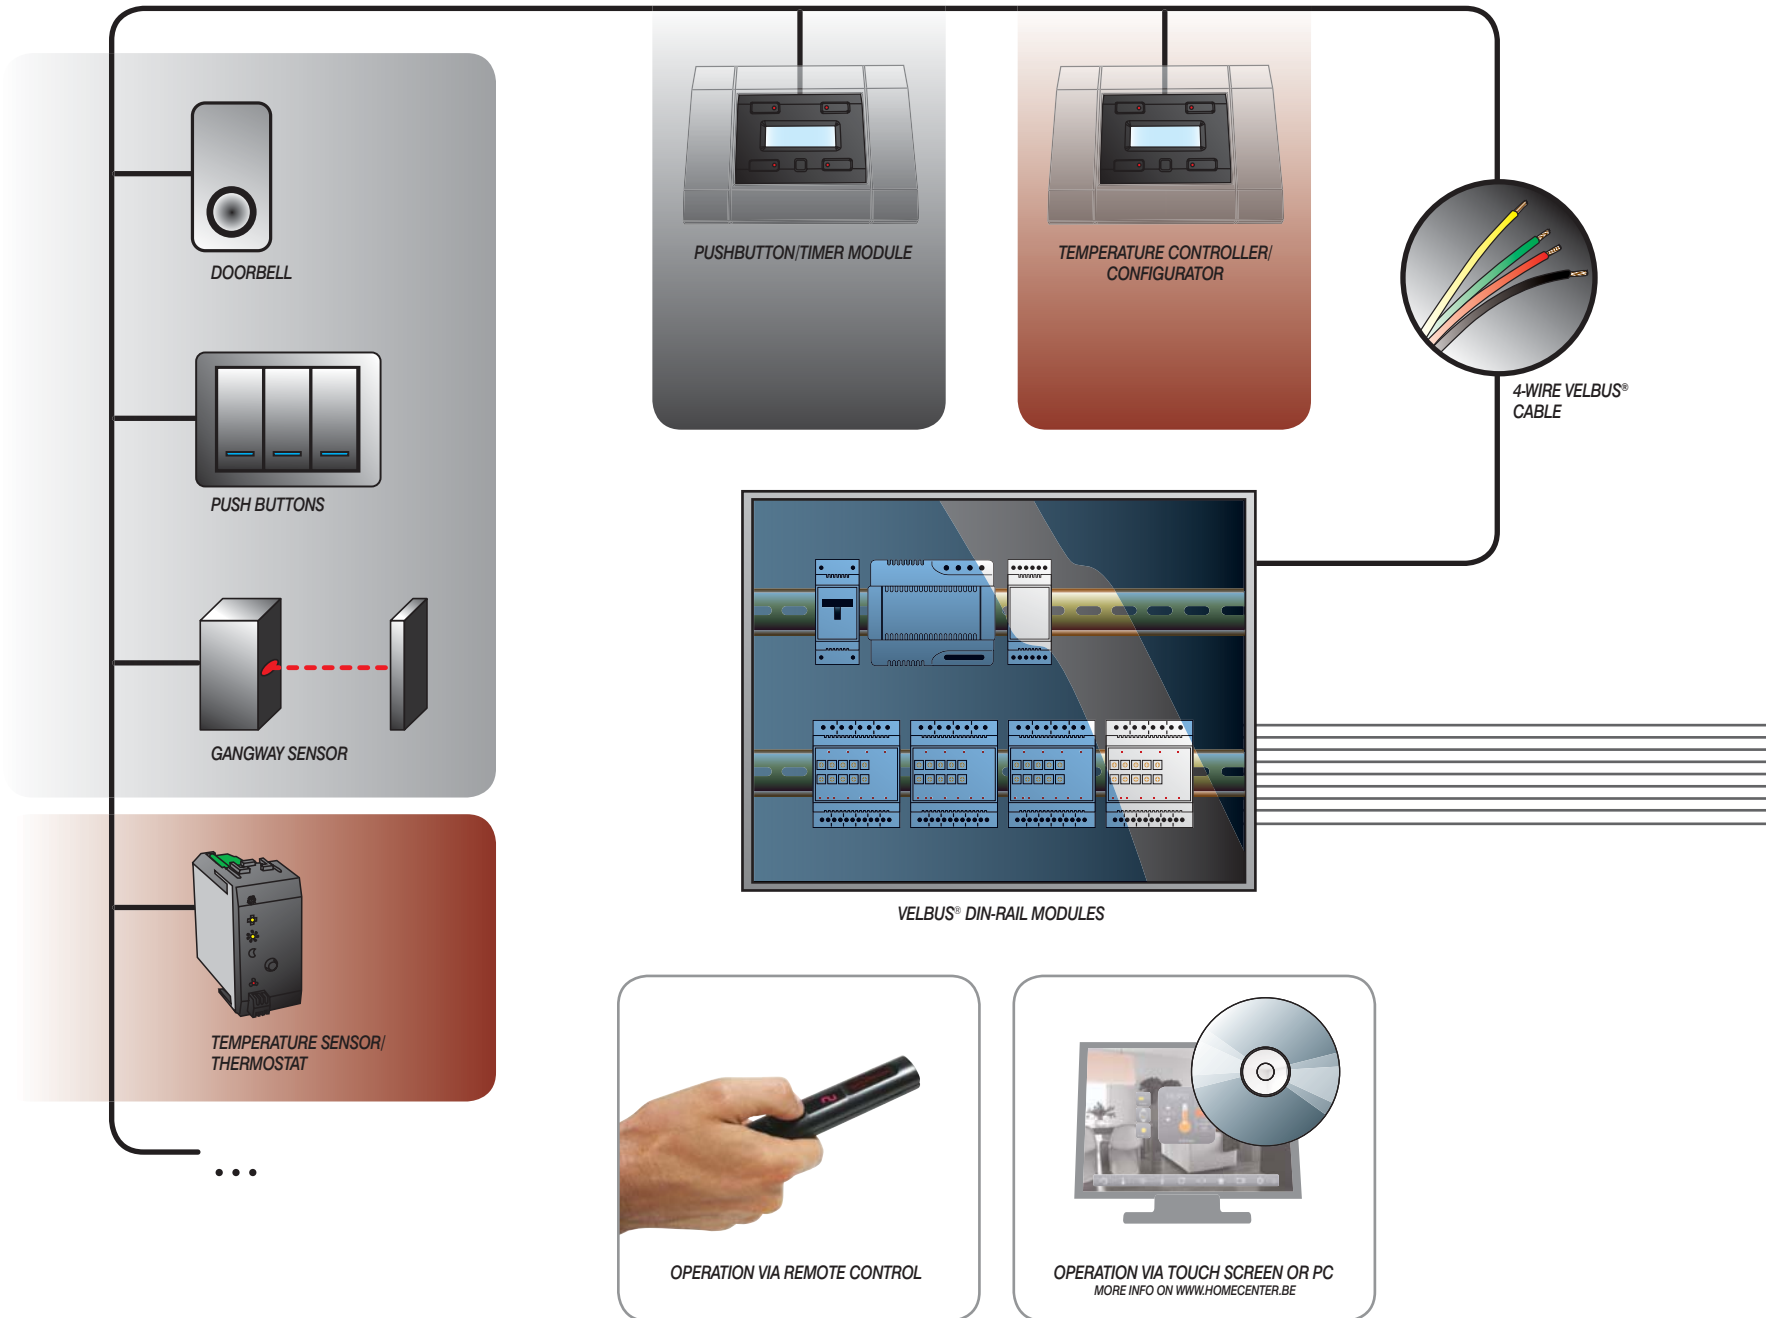 DOORBELL
PUSH BUTTONS
GANGWAY SENSOR
TEMPERATURE SENSOR/
THERMOSTAT
...
PUSHBUTTON/TIMER MODULE
TEMPERATURE CONTROLLER/
CONFIGURATOR
4-WIRE VELBUS®
CABLE
VELBUS® DIN-RAIL MODULES
OPERATION VIA REMOTE CONTROL
OPERATION VIA TOUCH SCREEN OR PC
MORE INFO ON WWW.HOMECENTER.BE